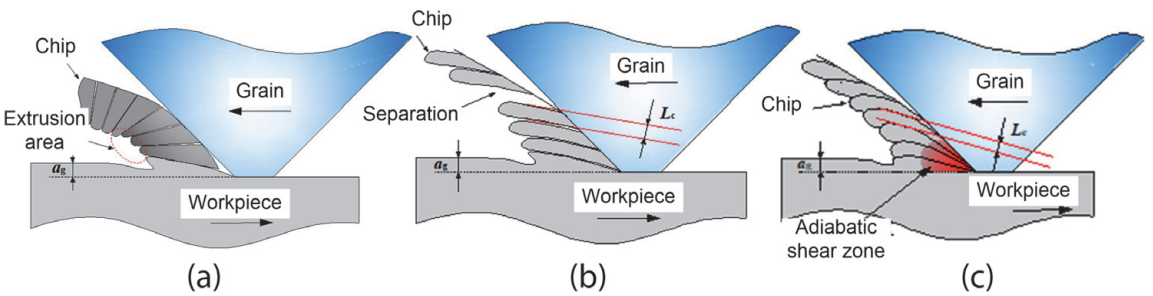 Chip
Grain
Extrusion
area
ag
Workpiece
(a)
Chip
Grain
Separation
Lc
ag
Workpiece
(b)
Chip
Grain
Lc
ag
Workpiece
Adiabatic
shear zone
(c)